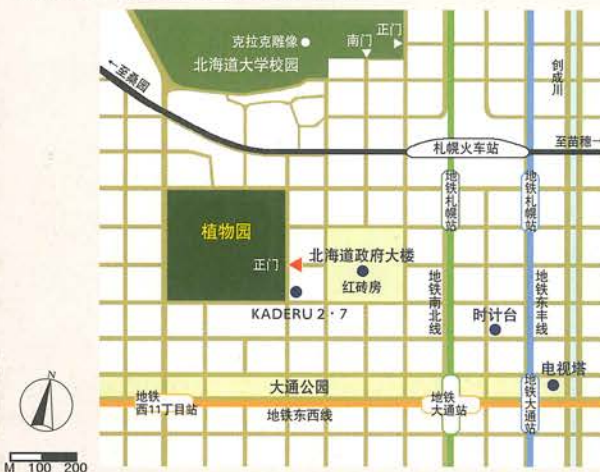 正门
克拉克雕像
南门
北海道大学校园
←至桑园
创成川
札幌火车站
至苗穗→
地铁札幌站
地铁札幌站
植物园
正门
北海道政府大楼
红砖房
KADERU 2・7
地铁南北线
地铁东丰线
时计台
电视塔
大通公园
地铁
西11丁目站
地铁东西线
地铁
大通站
地铁大通站
N
M 100 200